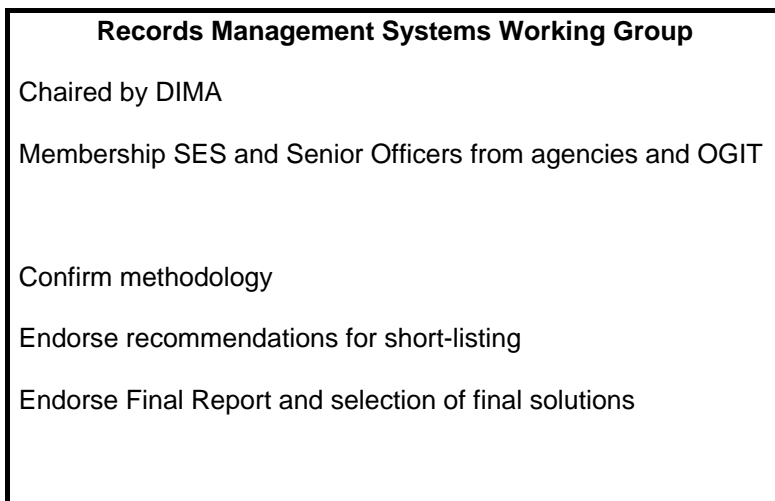 Records Management Systems Working Group
Chaired by DIMA
Membership SES and Senior Officers from agencies and OGIT
Confirm methodology
Endorse recommendations for short-listing
Endorse Final Report and selection of final solutions